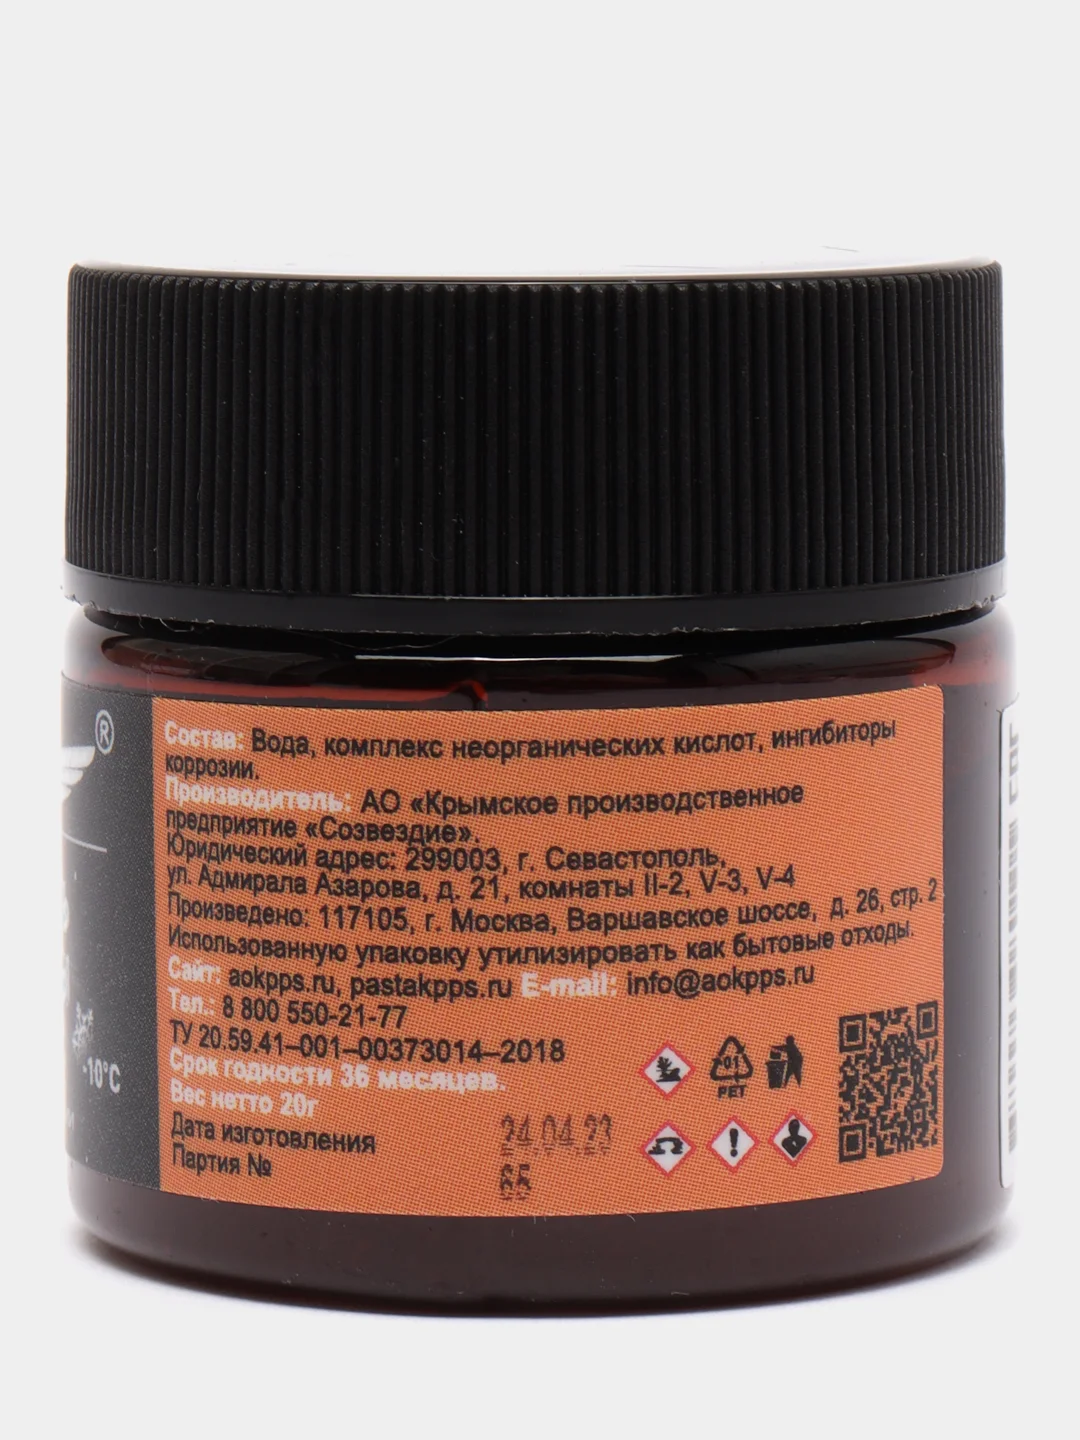 ®
-10°C
Состав: Вода, комплекс неорганических кислот, ингибиторы
коррозии.
Производитель: АО «Крымское производственное
предприятие «Созвездие».
Юридический адрес: 299003, г. Севастополь,
ул. Адмирала Азарова, д. 21, комнаты II-2, V-3, V-4
Произведено: 117105, г. Москва, Варшавское шоссе, д. 26, стр. 2
Использованную упаковку утилизировать как бытовые отходы.
Сайт: aokpps.ru, pastakpps.ru E-mail: info@aokpps.ru
Тел.: 8 800 550-21-77
ТУ 20.59.41–001–00373014–2018
Срок годности 36 месяцев.
Вес нетто 20г
Дата изготовления 24.04.23
Партия № 65
01
PET